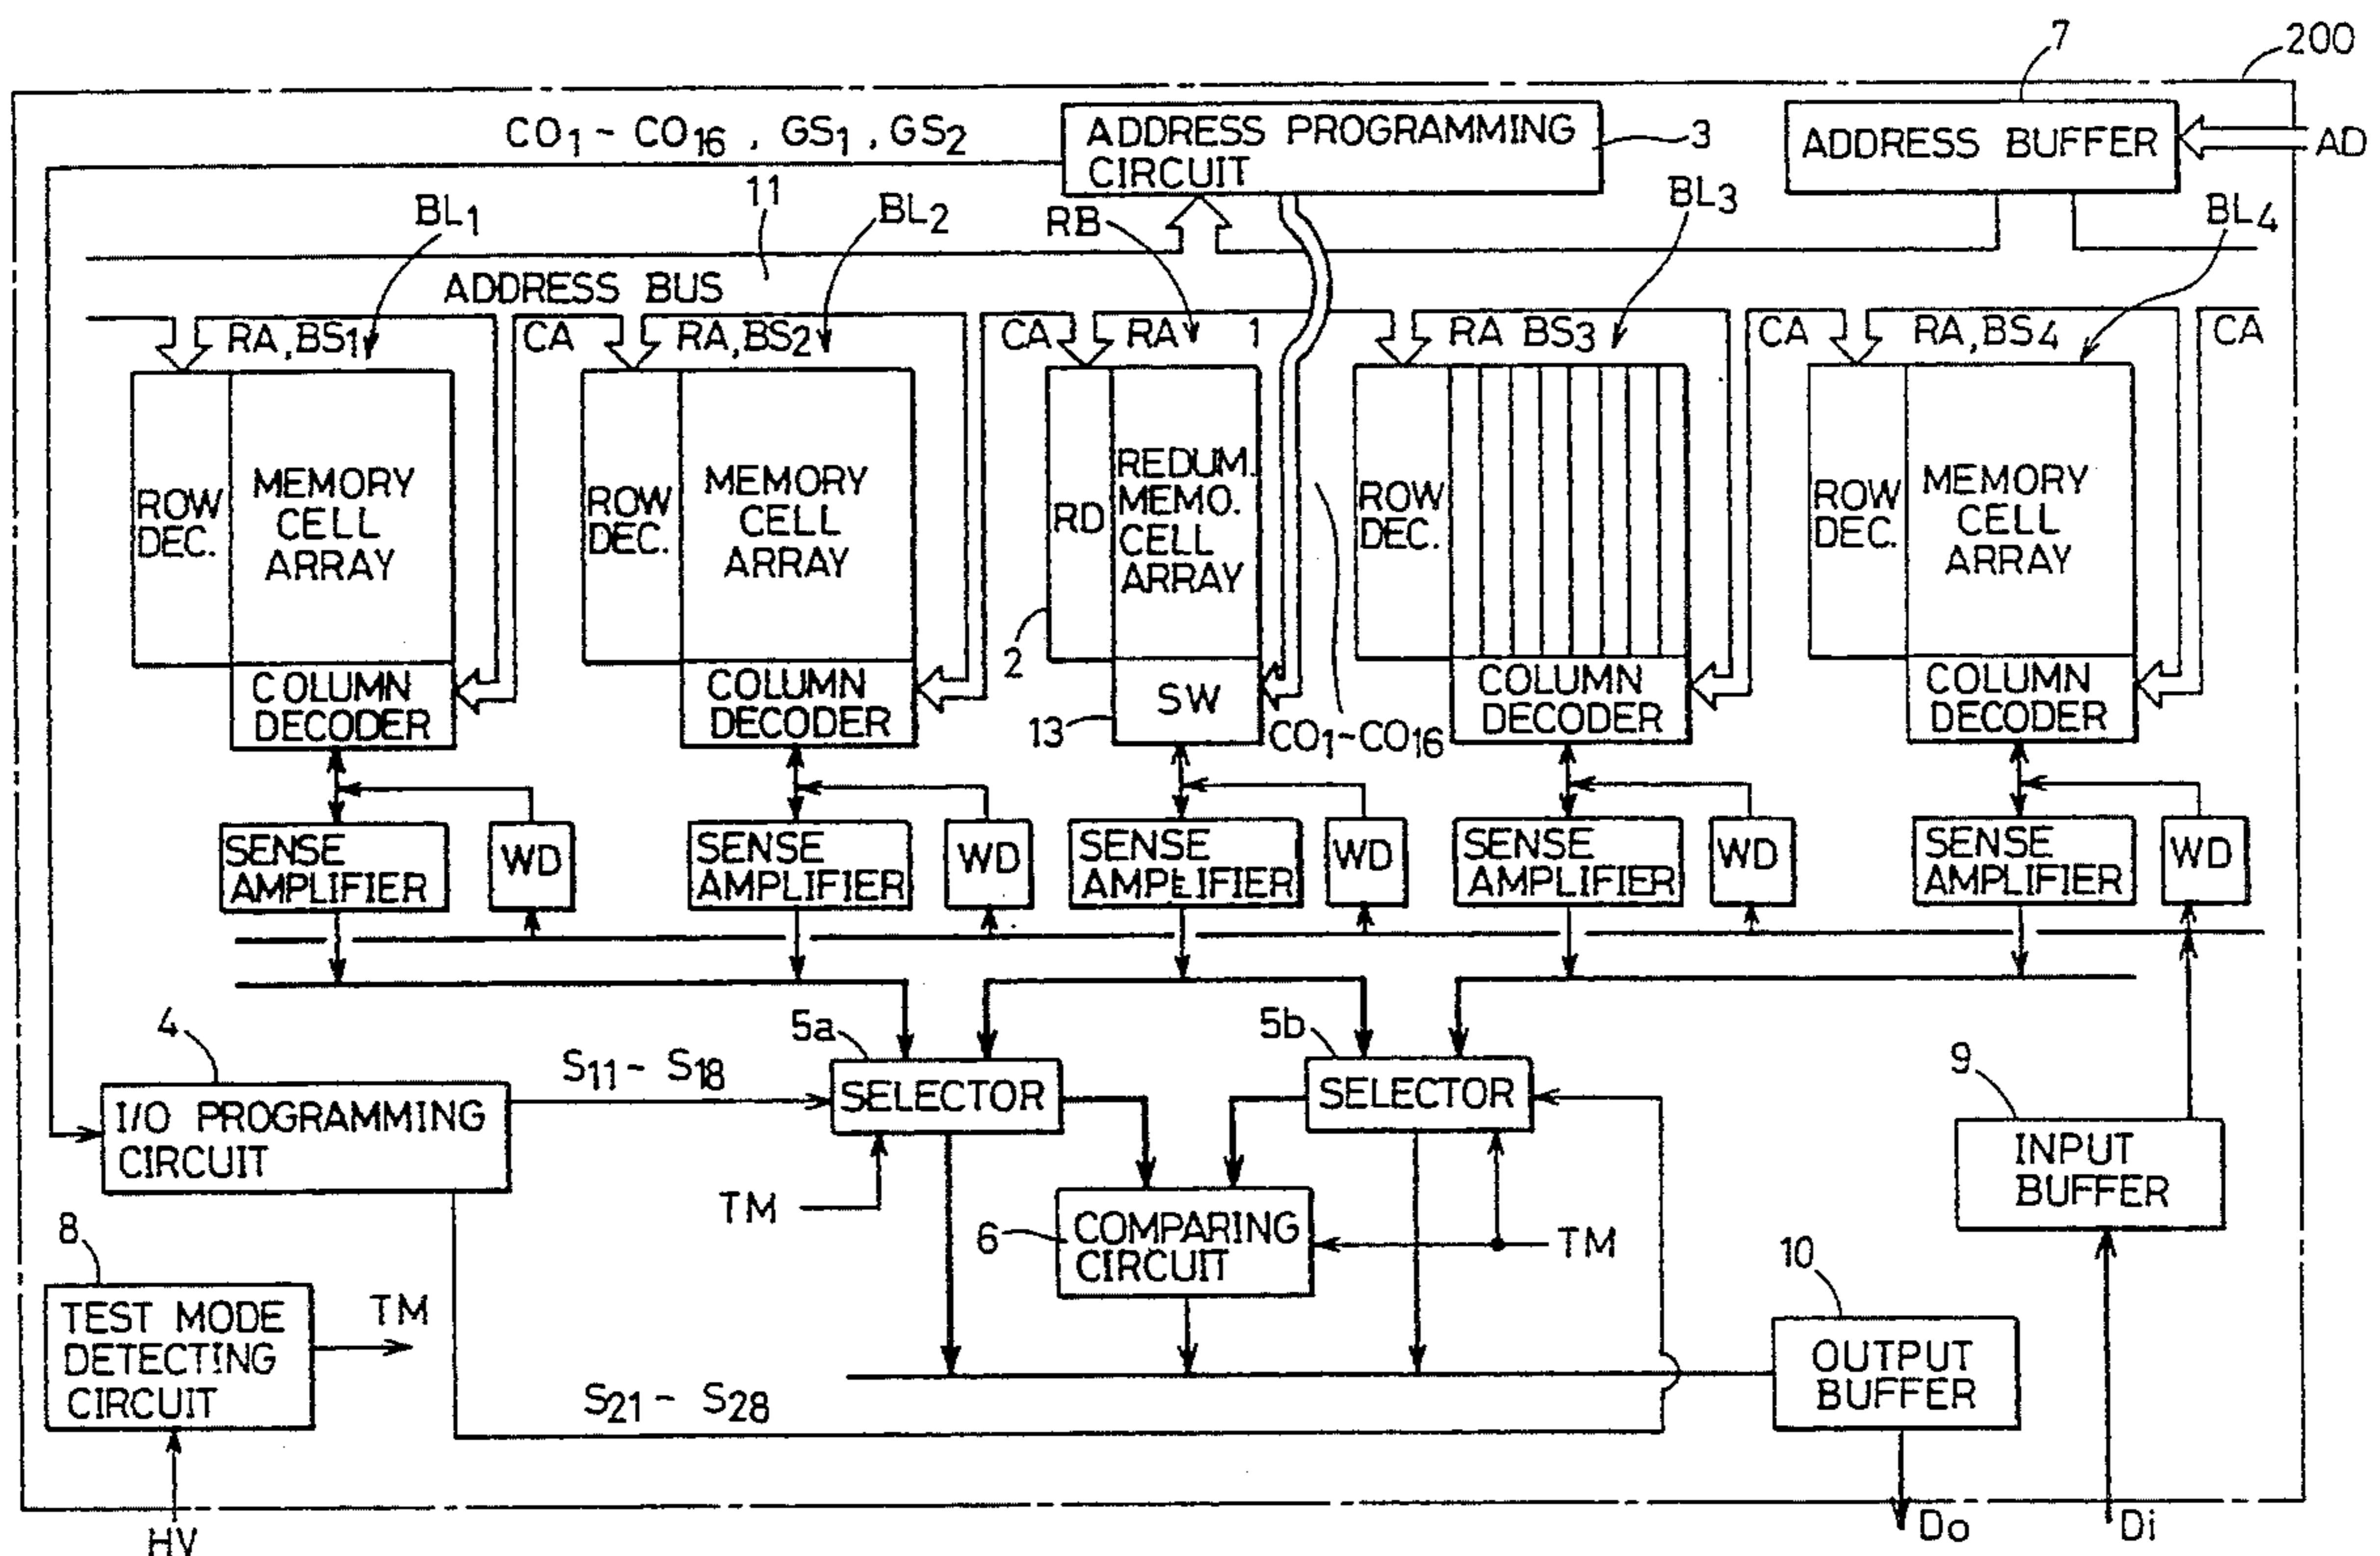 200
7
CO1 ~ CO16 , GS1 , GS2
ADDRESS PROGRAMMING
CIRCUIT
3
ADDRESS BUFFER
AD
BL1
11
BL2
RB
BL3
BL4
ADDRESS BUS
RA,BS1
CA
RA,BS2
CA
RA
1
RA BS3
CA
RA,BS4
CA
ROW
DEC.
MEMORY
CELL
ARRAY
ROW
DEC.
MEMORY
CELL
ARRAY
RD
REDUM.
MEMO.
CELL
ARRAY
ROW
DEC.
ROW
DEC.
MEMORY
CELL
ARRAY
2
COLUMN
DECODER
COLUMN
DECODER
13
SW
CO1~CO16
COLUMN
DECODER
COLUMN
DECODER
SENSE
AMPLIFIER
WD
SENSE
AMPLIFIER
WD
SENSE
AMPLIFIER
WD
SENSE
AMPLIFIER
WD
SENSE
AMPLIFIER
WD
4
5a
5b
9
S11 - S18
I/O PROGRAMMING
CIRCUIT
SELECTOR
SELECTOR
INPUT
BUFFER
TM
6
COMPARING
CIRCUIT
TM
8
10
TEST MODE
DETECTING
CIRCUIT
TM
OUTPUT
BUFFER
S21 - S28
HV
Do
Di